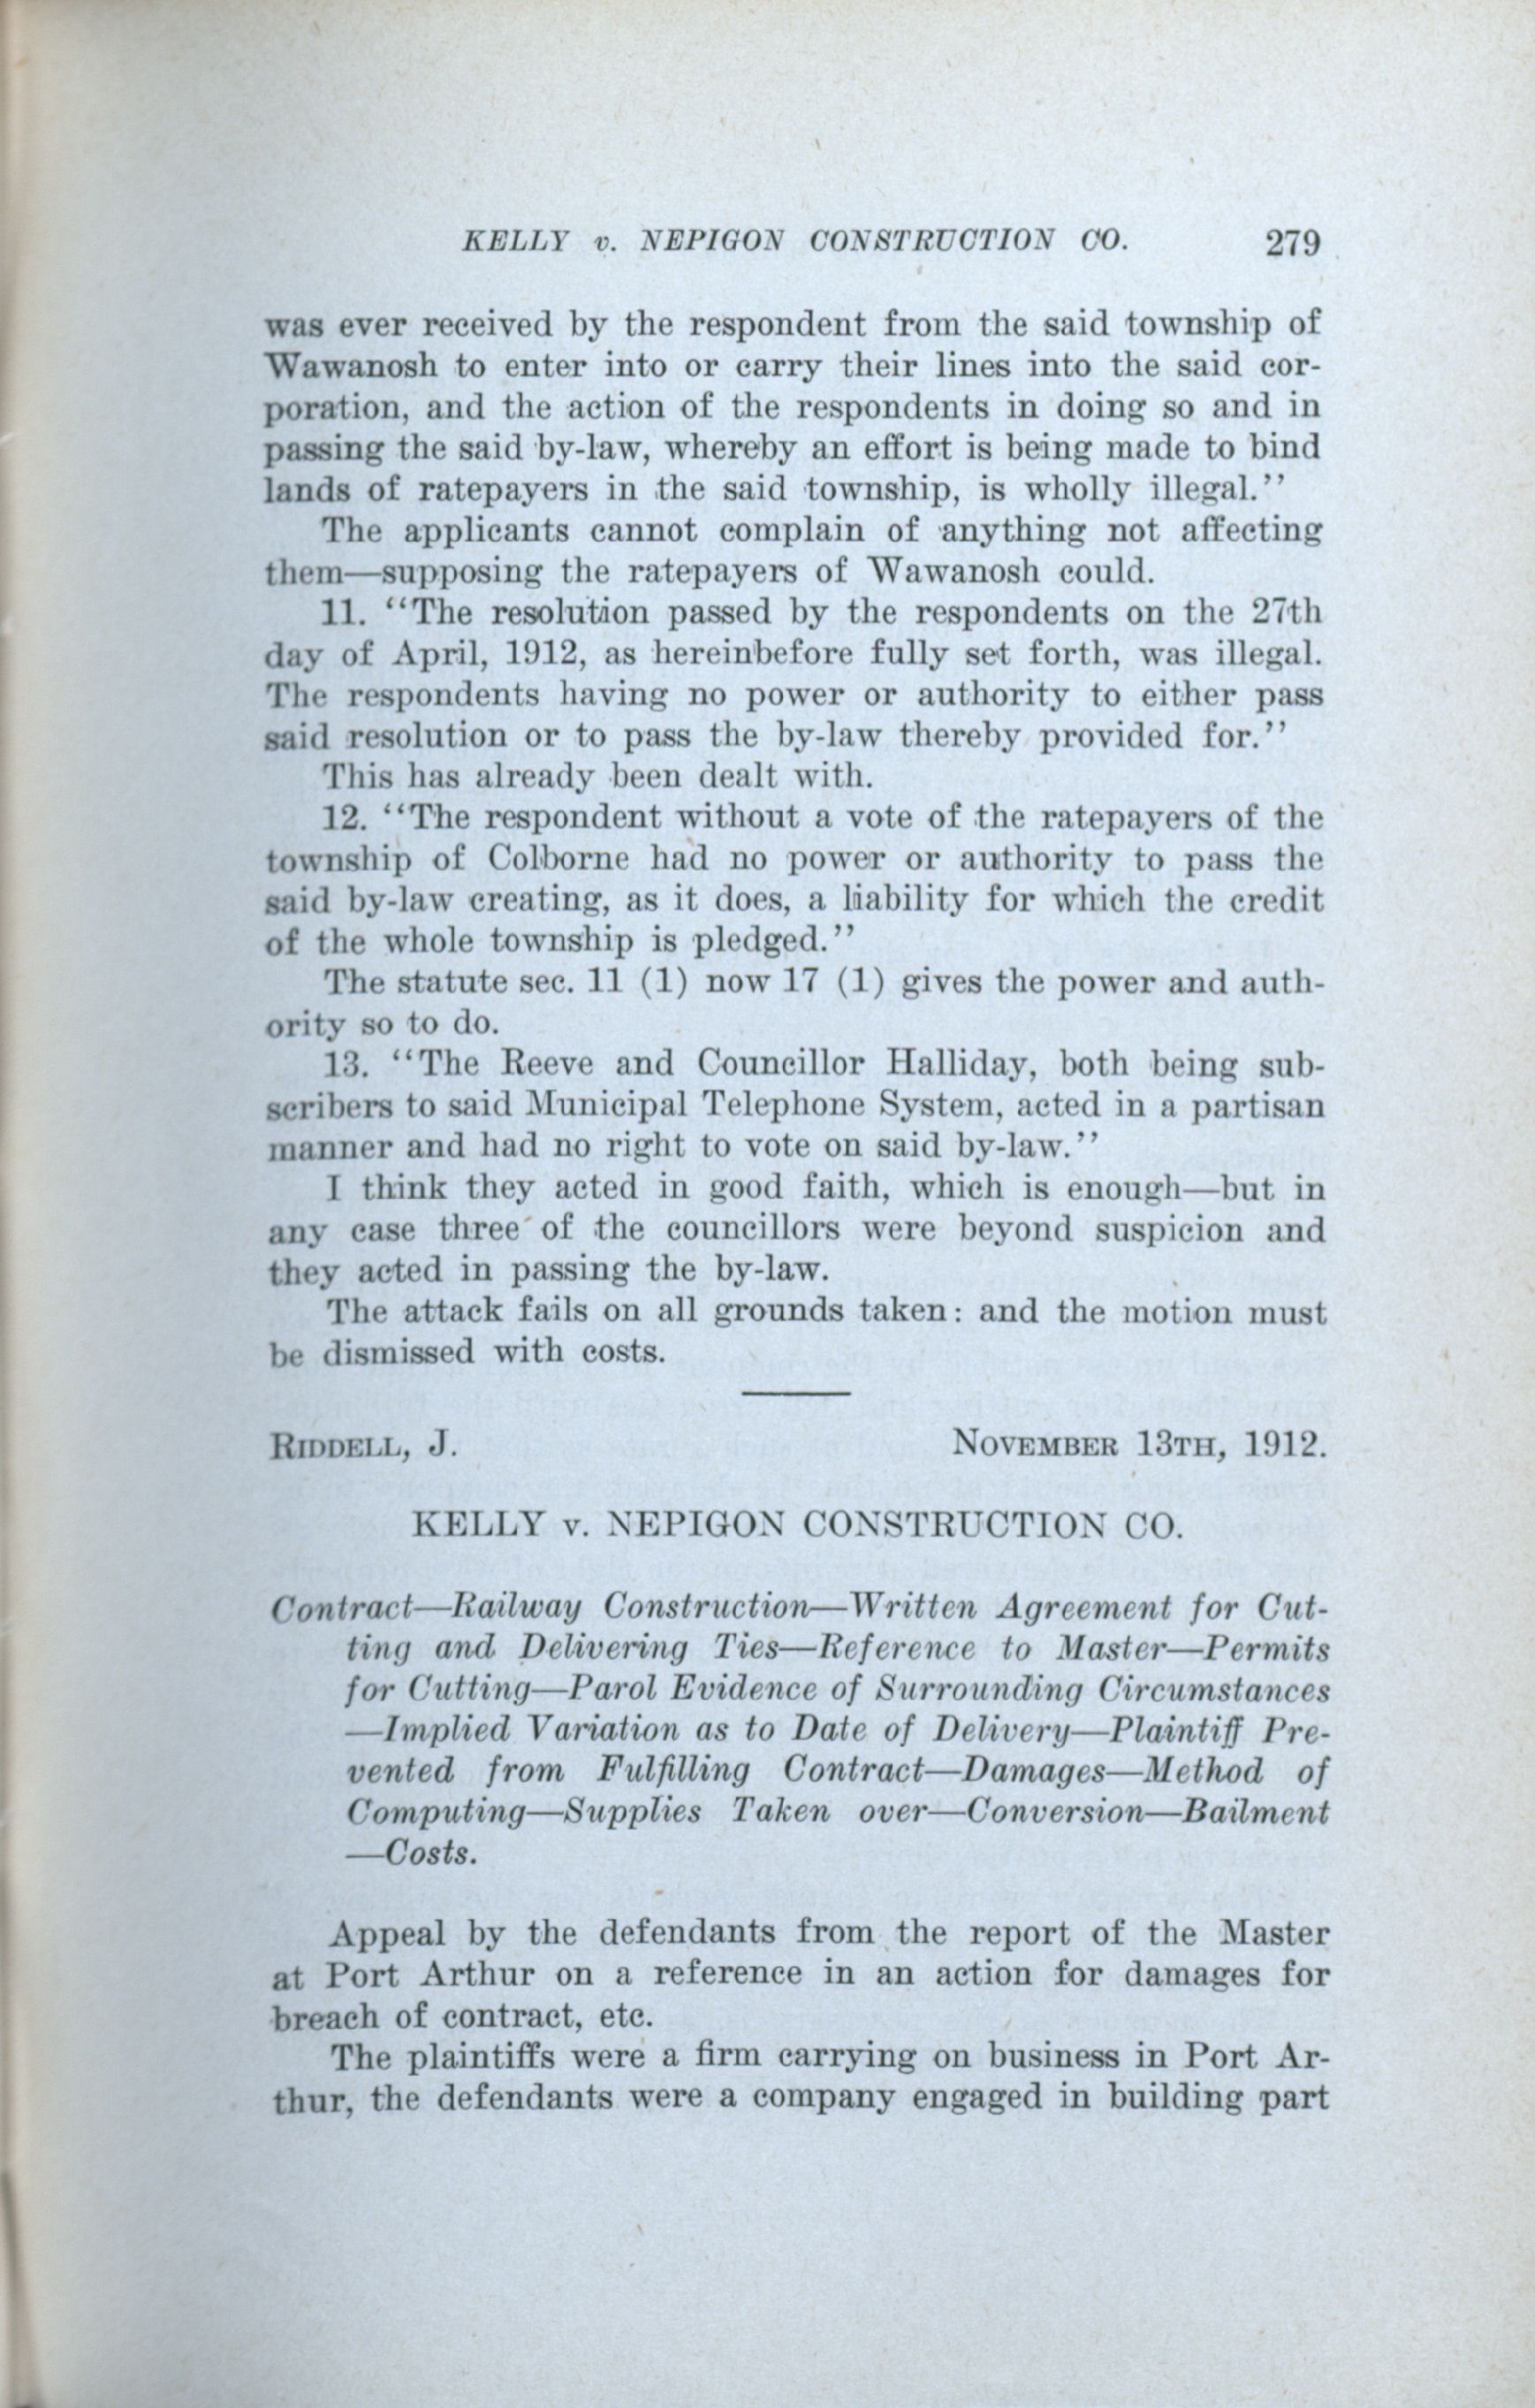 KELLY v. NEPIGON CONSTRUCTION CO. 279
was ever received by the respondent from the said township of
Wawanosh to enter into or carry their lines into the said cor-
poration, and the action of the respondents in doing so and in
passing the said by-law, whereby an effort is being made to bind
lands of ratepayers in the said township, is wholly illegal.''
The applicants cannot complain of anything not affecting
them—supposing the ratepayers of Wawanosh could.
11. ‘‘The resolution passed by the respondents on the 27th
day of April, 1912, as hereinbefore fully set forth, was illegal.
The respondents having no power or authority to either pass
said resolution or to pass the by-law thereby provided for.’’
This has already been dealt with.
12. ‘‘The respondent without a vote of the ratepayers of the
township of Colborne had no power or authority to pass the
said by-law creating, as it does, a liability for which the credit
of the whole township is pledged.’’
The statute sec. 11 (1) now 17 (1) gives the power and auth-
ority so to do.
13. ‘‘The Reeve and Councillor Halliday, both being sub-
scribers to said Municipal Telephone System, acted in a partisan
manner and had no right to vote on said by-law.’’
I think they acted in good faith, which is enough—but in
any case three of the councillors were beyond suspicion and
they acted in passing the by-law.
The attack fails on all grounds taken: and the motion must
be dismissed with costs.
RIDDELL, J. NOVEMBER 13TH, 1912.
KELLY v. NEPIGON CONSTRUCTION CO.
Contract—Railway Construction—Written Agreement for Cut-
ting and Delivering Ties—Reference to Master—Permits
for Cutting—Parol Evidence of Surrounding Circumstances
—Implied Variation as to Date of Delivery—Plaintiff Pre-
vented from Fulfilling Contract—Damages—Method of
Computing—Supplies Taken over—Conversion—Bailment
—Costs.
Appeal by the defendants from the report of the Master
at Port Arthur on a reference in an action for damages for
breach of contract, etc.
The plaintiffs were a firm carrying on business in Port Ar-
thur, the defendants were a company engaged in building part